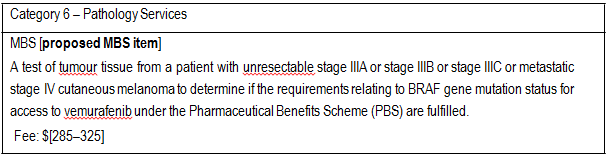 Category 6 – Pathology Services
MBS [proposed MBS item]
A test of tumour tissue from a patient with unresectable stage IIIA or stage IIIB or stage IIIC or metastatic
stage IV cutaneous melanoma to determine if the requirements relating to BRAF gene mutation status for
access to vemurafenib under the Pharmaceutical Benefits Scheme (PBS) are fulfilled.
Fee: $[285–325]